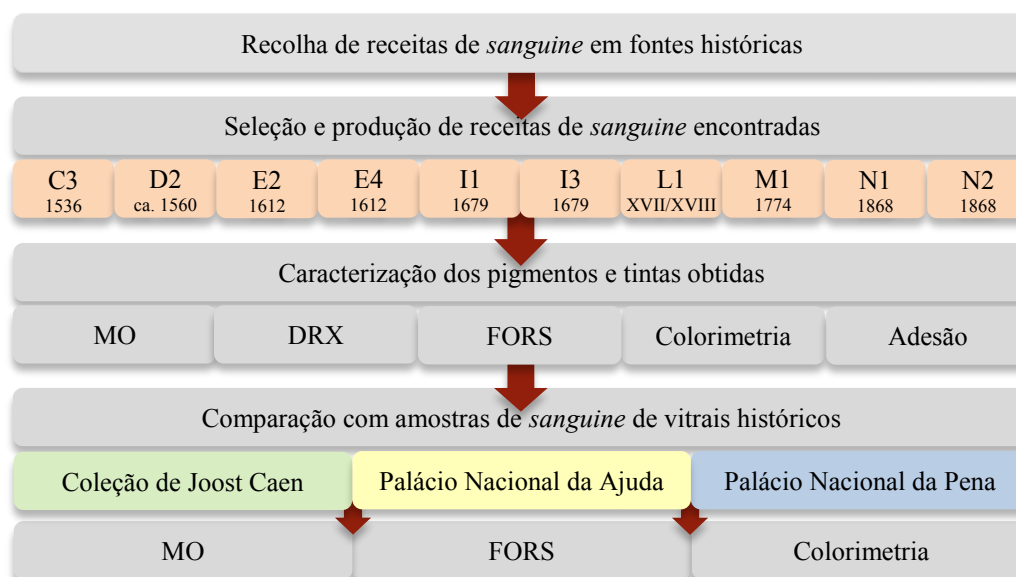 Recolha de receitas de sanguine em fontes históricas
Seleção e produção de receitas de sanguine encontradas
C3 D2 E2 E4 I1 I3 L1 M1 N1 N2
1536 ca. 1560 1612 1612 1679 1679 XVII/XVIII 1774 1868 1868
Caracterização dos pigmentos e tintas obtidas
MO DRX FORS Colorimetria Adesão
Comparação com amostras de sanguine de vitrais históricos
Coleção de Joost Caen Palácio Nacional da Ajuda Palácio Nacional da Pena
MO FORS Colorimetria